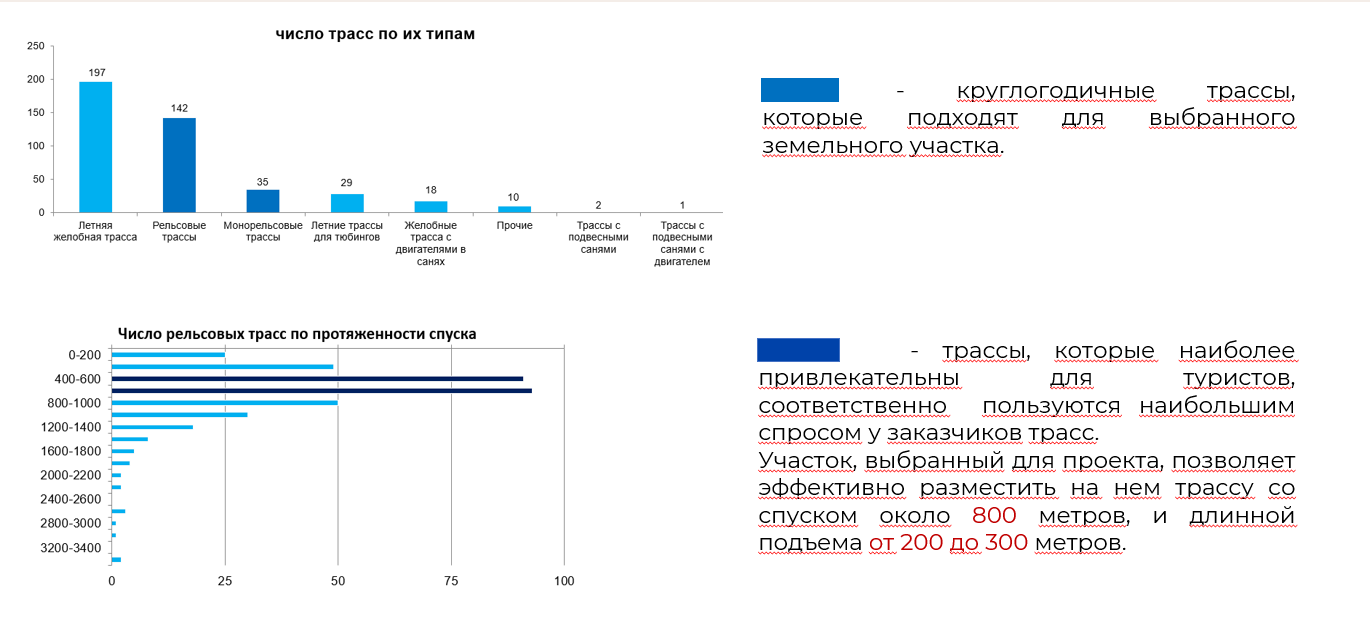 число трасс по их типам
250
200
150
100
50
0
197
142
35
29
18
10
2
1
Летняя
желобная трасса
Рельсовые
трассы
Монорельсовые
трассы
Летние трассы
для тюбингов
Желобные
трасса с
двигателями в
санях
Прочие
Трассы с
подвесными
санями
Трассы с
подвесными
санями с
двигателем
- круглогодичные трассы,
которые подходят для выбранного
земельного участка.
Число рельсовых трасс по протяженности спуска
0-200
400-600
800-1000
1200-1400
1600-1800
2000-2200
2400-2600
2800-3000
3200-3400
0 25 50 75 100
- трассы, которые наиболее
привлекательны для туристов,
соответственно пользуются наибольшим
спросом у заказчиков трасс.
Участок, выбранный для проекта, позволяет
эффективно разместить на нем трассу со
спуском около 800 метров, и длинной
подъема от 200 до 300 метров.